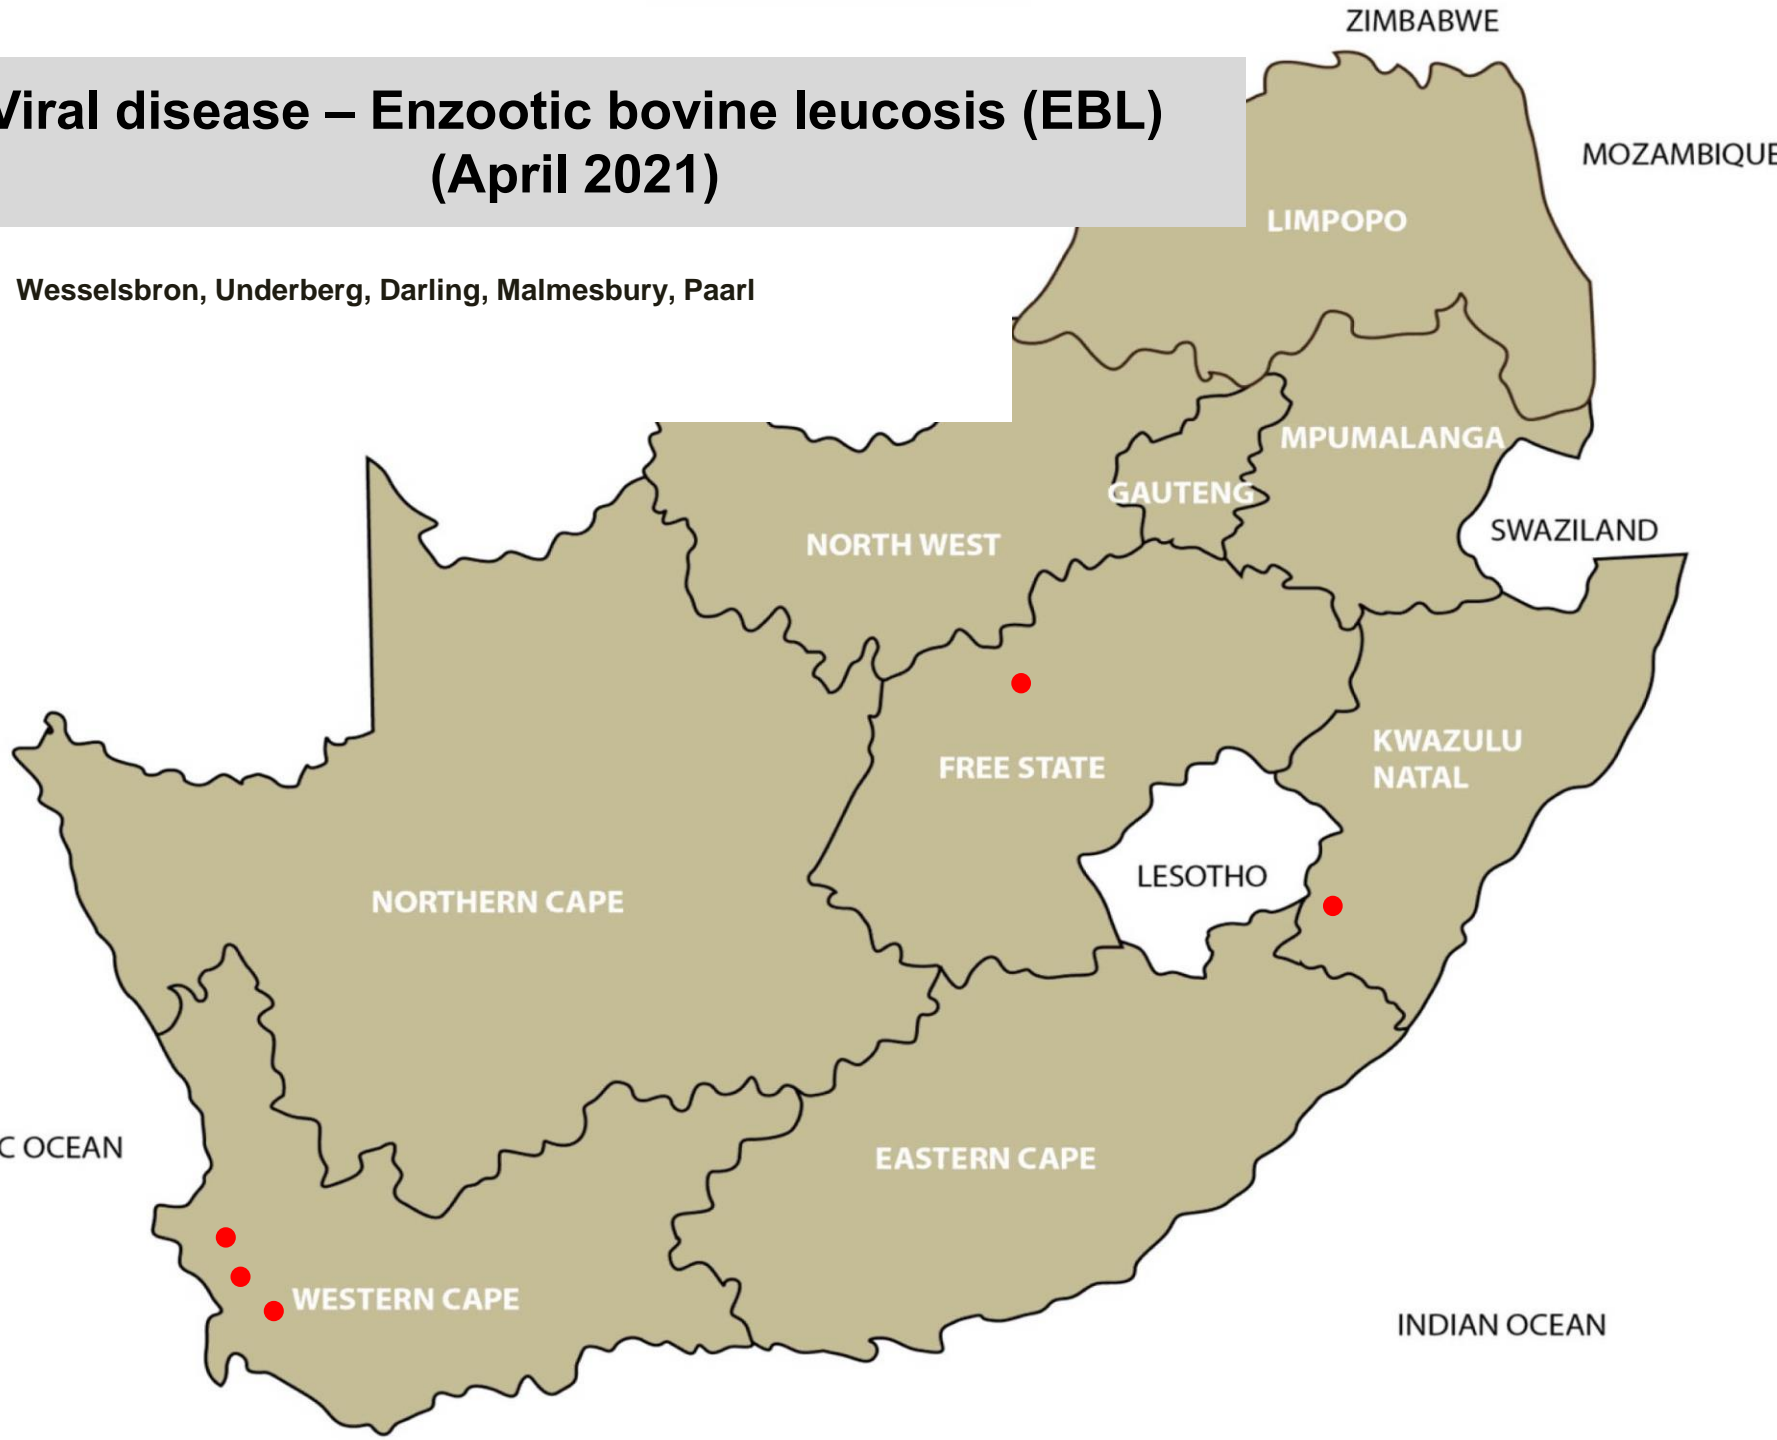 ZIMBABWE
Viral disease – Enzootic bovine leucosis (EBL)
(April 2021)
MOZAMBIQUE
LIMPOPO
Wesselsbron, Underberg, Darling, Malmesbury, Paarl
MPUMALANGA
GAUTENG
NORTH WEST
SWAZILAND
KWAZULU
NATAL
FREE STATE
LESOTHO
NORTHERN CAPE
C OCEAN
EASTERN CAPE
WESTERN CAPE
INDIAN OCEAN